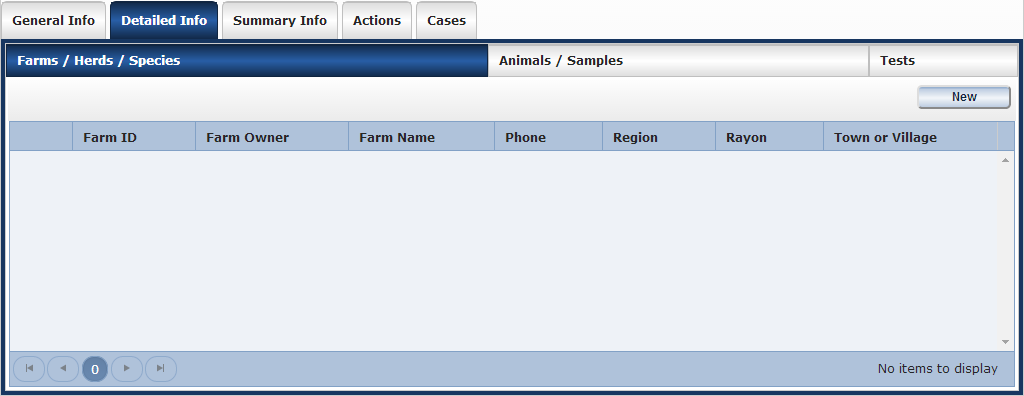 General Info Detailed Info Summary Info Actions Cases
Farms / Herds / Species Animals / Samples Tests
New
Farm ID Farm Owner Farm Name Phone Region Rayon Town or Village
0 No items to display